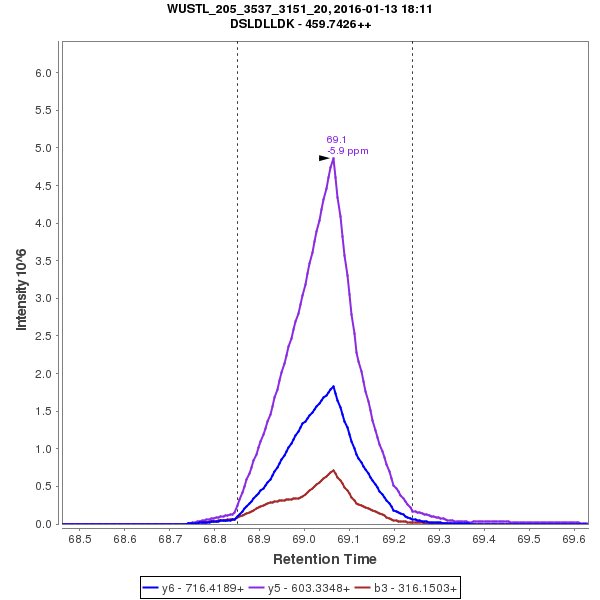 WUSTL_205_3537_3151_20, 2016-01-13 18:11
DSLDLLDK - 459.7426++
69.1
-5.9 ppm
Intensity 10^6
6.0
5.5
5.0
4.5
4.0
3.5
3.0
2.5
2.0
1.5
1.0
0.5
0.0
68.5 68.6 68.7 68.8 68.9 69.0 69.1 69.2 69.3 69.4 69.5 69.6
Retention Time
y6 - 716.4189+ y5 - 603.3348+ b3 - 316.1503+